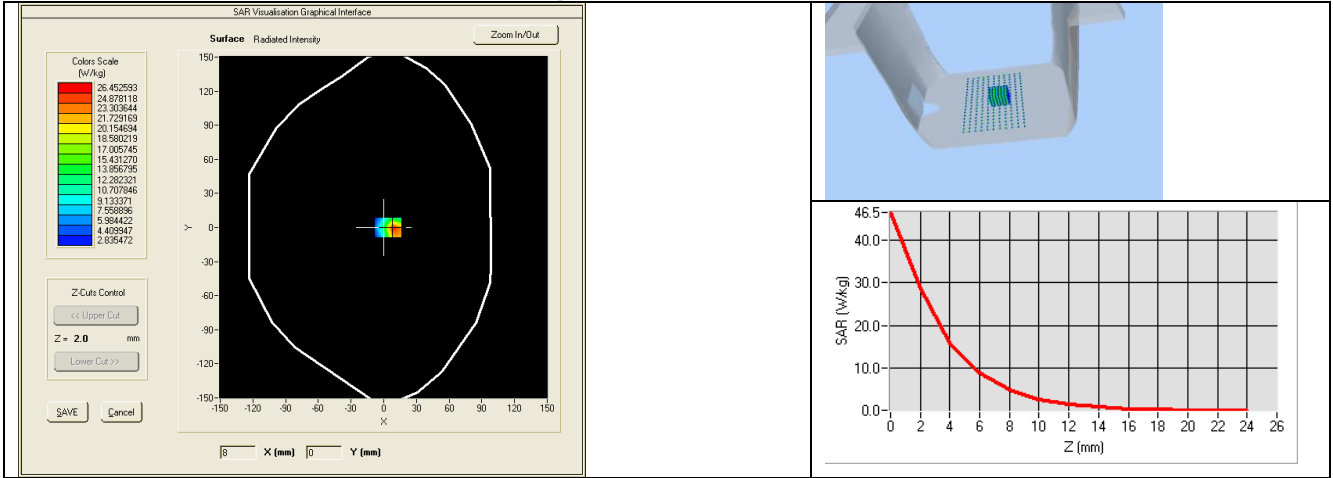 SAR Visualisation Graphical Interface
Surface Radiated Intensity
Zoom In/Out
Colors Scale
(W/kg)
26.452593
24.878118
23.303644
21.729169
20.154694
18.580219
17.005745
15.431270
13.856795
12.282321
10.707846
9.133371
7.558896
5.984422
4.409947
2.835472
Z-Cuts Control
<< Upper Cut
Z = 2.0 mm
Lower Cut >>
SAVE Cancel
150-
120-
90-
60-
30-
0-
-30-
-60-
-90-
-120-
-150-
Y
-150 -120 -90 -60 -30 0 30 60 90 120 150
X
8 X (mm) 0 Y (mm)
46.5-
40.0-
30.0-
20.0-
10.0-
0.0-
SAR (W/kg)
0 2 4 6 8 10 12 14 16 18 20 22 24 26
Z (mm)